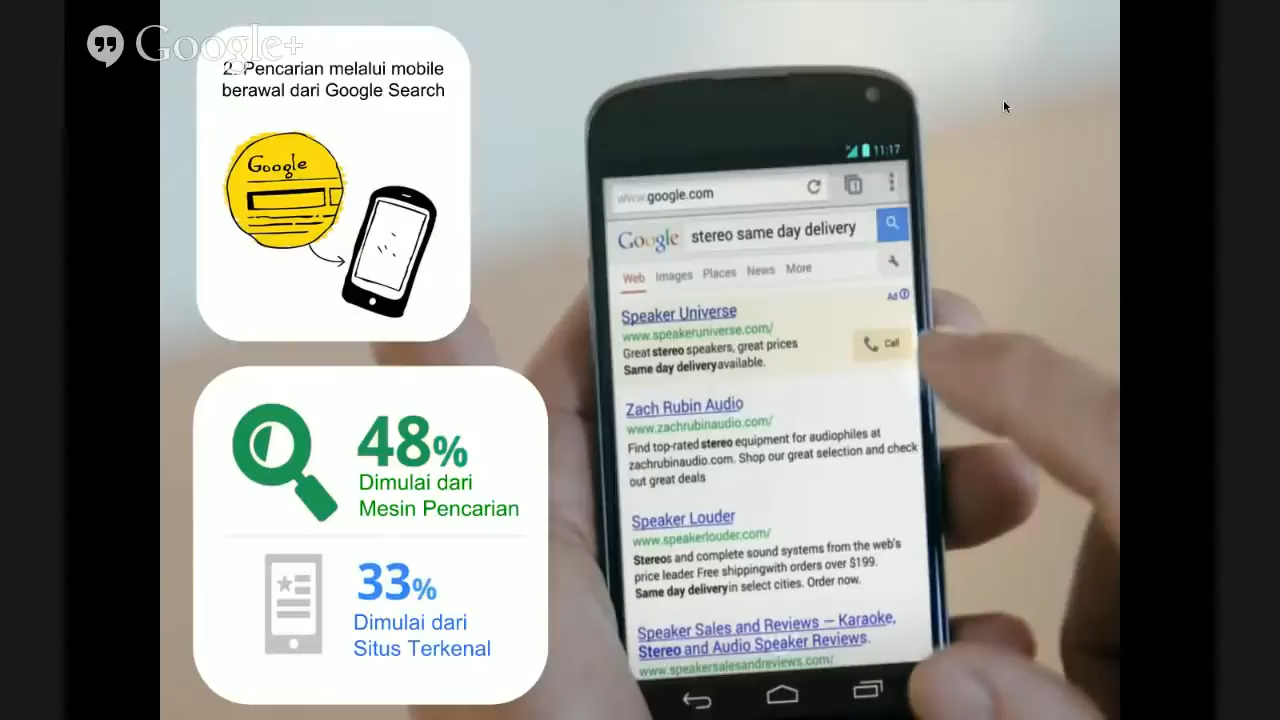 Google+
2. Pencarian melalui mobile
berawal dari Google Search
Google
48%
Dimulai dari
Mesin Pencarian
33%
Dimulai dari
Situs Terkenal
11:17
www.google.com
1
Google stereo same day delivery
Web Images Places News More
Ad
Speaker Universe
www.speakeruniverse.com/
Great stereo speakers, great prices
Same day delivery available.
Call
Zach Rubin Audio
www.zachrubinaudio.com/
Find top-rated stereo equipment for audiophiles at
zachrubinaudio.com. Shop our great selection and check
out great deals
Speaker Louder
www.speakerlouder.com/
Stereos and complete sound systems from the web's
price leader. Free shippingwith orders over $199.
Same day deliveryin select cities. Order now.
Speaker Sales and Reviews – Karaoke,
Stereo and Audio Speaker Reviews.
www.speakersalesandreviews.com/